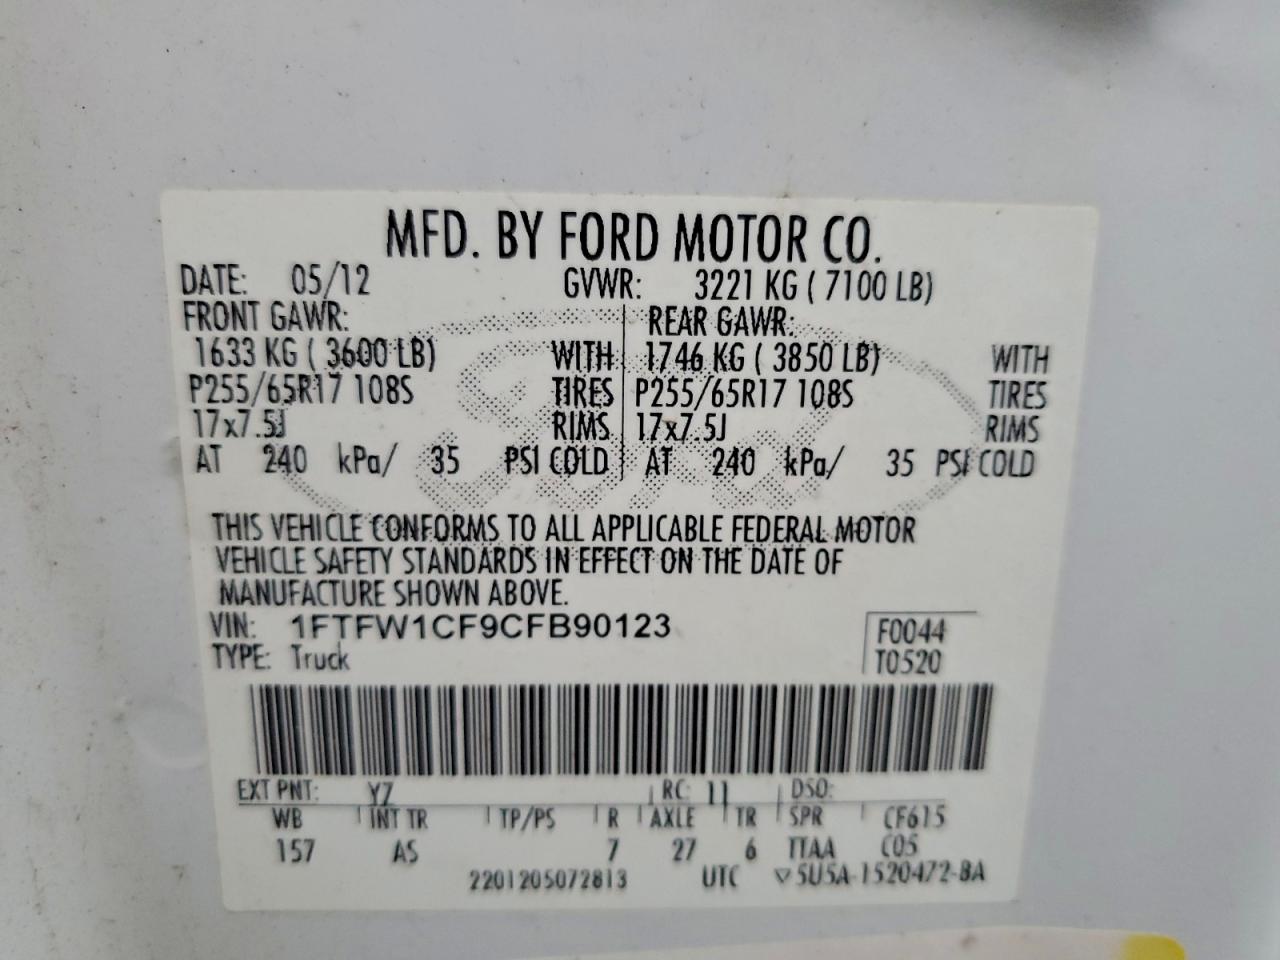 MFD. BY FORD MOTOR CO.
DATE: 05/12 GVWR: 3221 KG ( 7100 LB)
FRONT GAWR: REAR GAWR:
1633 KG ( 3600 LB) WITH 1746 KG ( 3850 LB) WITH
P255/65R17 108S TIRES P255/65R17 108S TIRES
17x7.5J RIMS 17x7.5J RIMS
AT 240 kPa/ 35 PSI COLD AT 240 kPa/ 35 PSI COLD
THIS VEHICLE CONFORMS TO ALL APPLICABLE FEDERAL MOTOR
VEHICLE SAFETY STANDARDS IN EFFECT ON THE DATE OF
MANUFACTURE SHOWN ABOVE.
VIN: 1FTFW1CF9CFB90123 F0044
TYPE: Truck T0520
EXT PNT: YZ RC: 11 DSO:
WB INT TR TP/PS R AXLE TR SPR CF615
157 AS 7 27 6 TTAA C05
2201205072813 UTC ▽5U5A-1520472-BA